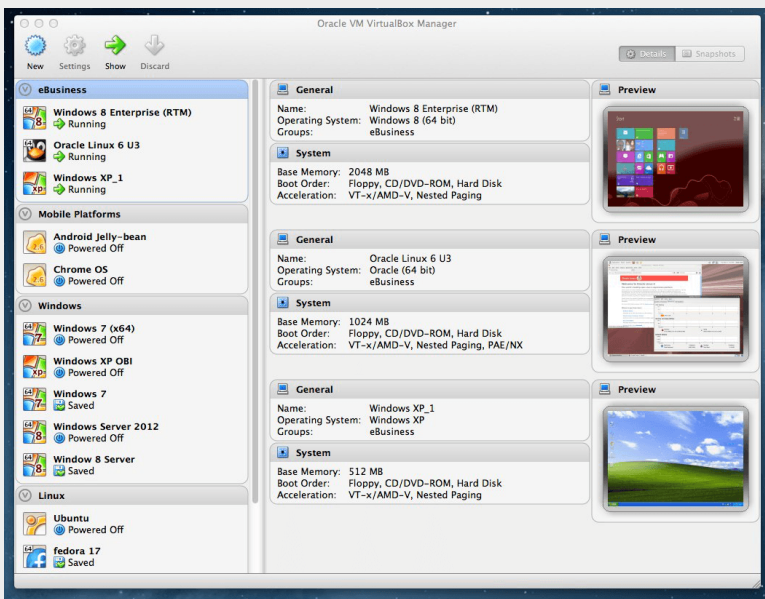 Oracle VM VirtualBox Manager
New
Settings
Show
Discard
Details
Snapshots
eBusiness
Windows 8 Enterprise (RTM)
Running
Oracle Linux 6 U3
Running
Windows XP_1
Running
Mobile Platforms
Android Jelly-bean
Powered Off
Chrome OS
Powered Off
Windows
Windows 7 (x64)
Powered Off
Windows XP OBI
Powered Off
Windows 7
Saved
Windows Server 2012
Powered Off
Window 8 Server
Saved
Linux
Ubuntu
Powered Off
fedora 17
Saved
General
Name: Windows 8 Enterprise (RTM)
Operating System: Windows 8 (64 bit)
Groups: eBusiness
System
Base Memory: 2048 MB
Boot Order: Floppy, CD/DVD-ROM, Hard Disk
Acceleration: VT-x/AMD-V, Nested Paging
Preview
General
Name: Oracle Linux 6 U3
Operating System: Oracle (64 bit)
Groups: eBusiness
System
Base Memory: 1024 MB
Boot Order: Floppy, CD/DVD-ROM, Hard Disk
Acceleration: VT-x/AMD-V, Nested Paging, PAE/NX
Preview
General
Name: Windows XP_1
Operating System: Windows XP
Groups: eBusiness
System
Base Memory: 512 MB
Boot Order: Floppy, CD/DVD-ROM, Hard Disk
Acceleration: VT-x/AMD-V, Nested Paging
Preview